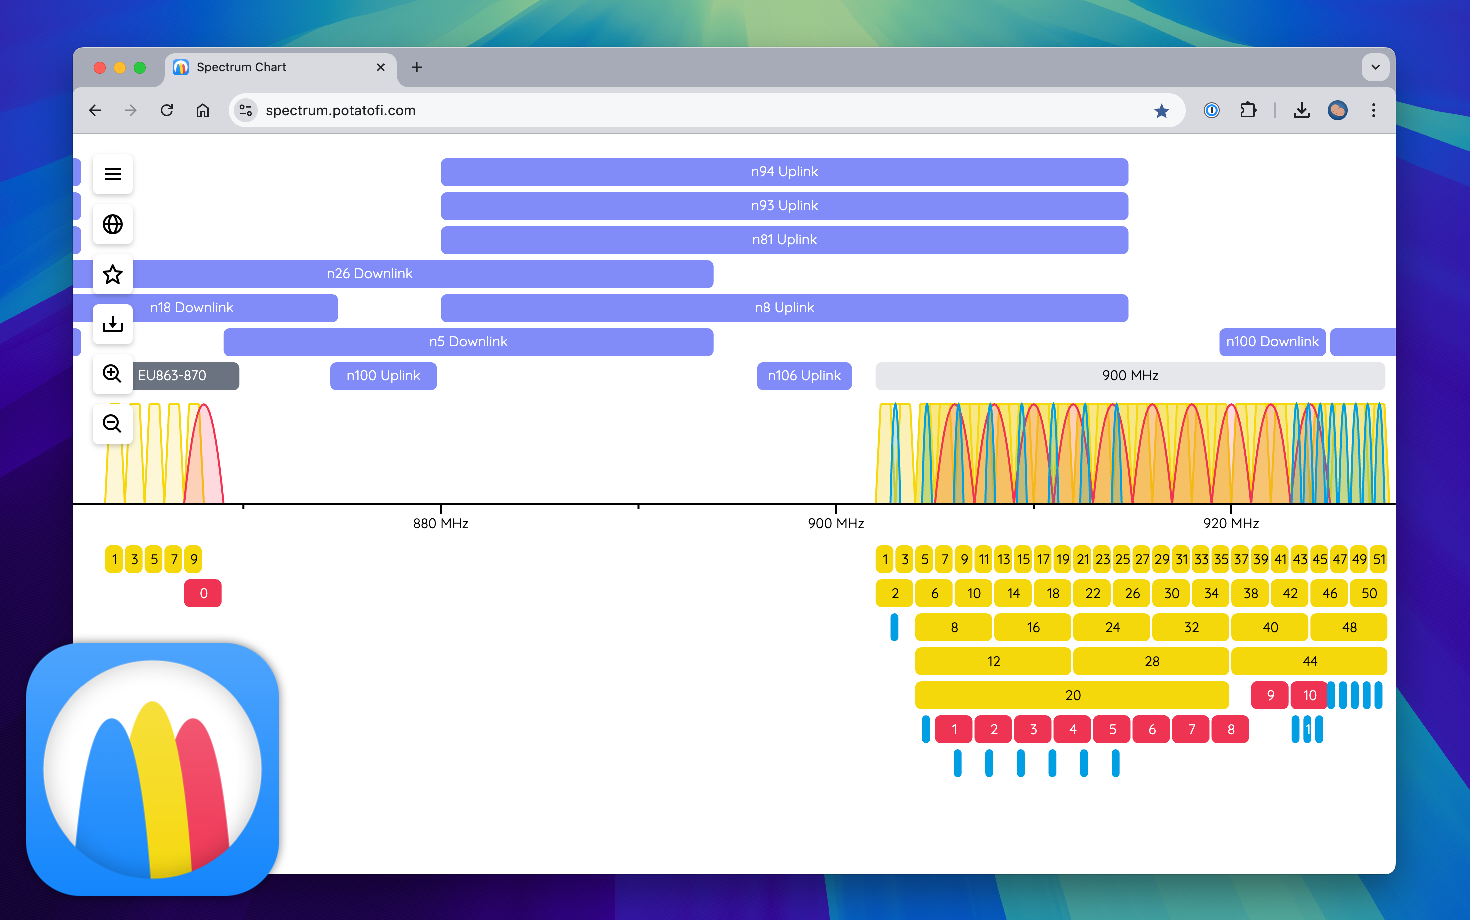 Spectrum Chart
spectrum.potatofi.com
n94 Uplink
n93 Uplink
n81 Uplink
n26 Downlink
n18 Downlink
n8 Uplink
n5 Downlink
n100 Downlink
EU863-870
n100 Uplink
n106 Uplink
900 MHz
880 MHz
900 MHz
920 MHz
1 3 5 7 9
1 3 5 7 9 11 13 15 17 19 21 23 25 27 29 31 33 35 37 39 41 43 45 47 49 51
0
2 6 10 14 18 22 26 30 34 38 42 46 50
8 16 24 32 40 48
12 28 44
20 9 10
1 2 3 4 5 6 7 8 1